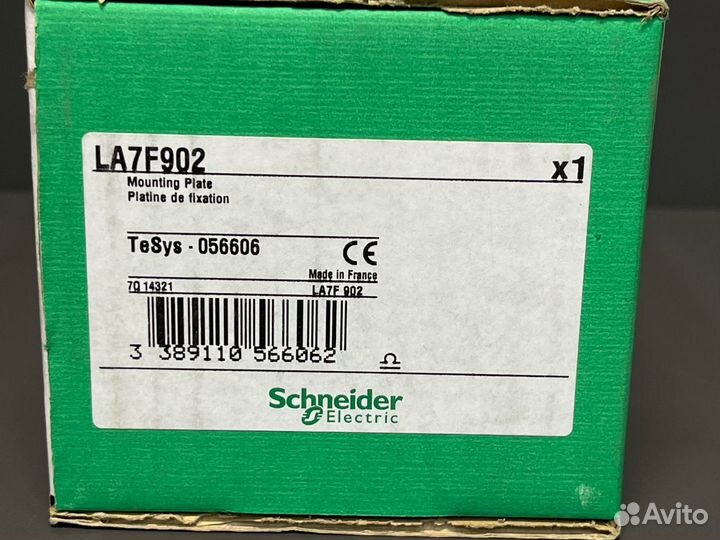 LA7F902 x1
Mounting Plate
Platine de fixation
TeSys - 056606 CE
Made in France
7Q 14321 LA7F 902
3 389110 566062
Schneider
Electric
Avito